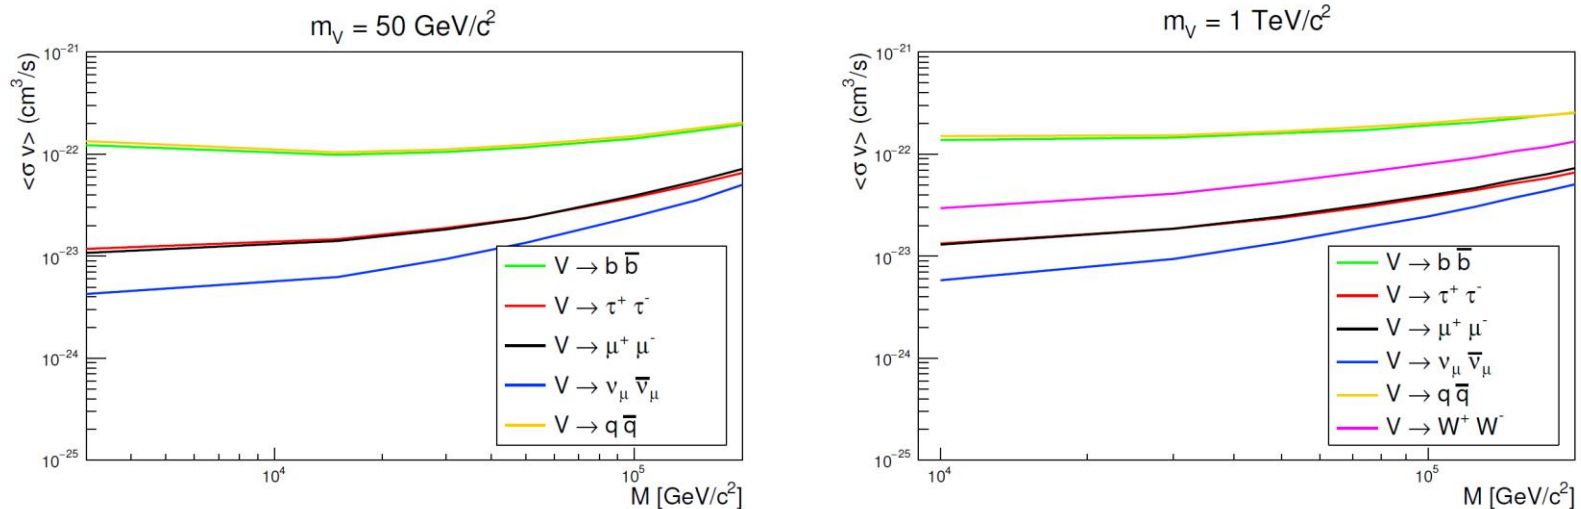 m_V = 50 GeV/c²
<σ v> (cm³/s)
10⁻²¹
10⁻²²
10⁻²³
10⁻²⁴
10⁻²⁵
10⁴
10⁵
M [GeV/c²]
V → b b̅
V → τ⁺ τ⁻
V → μ⁺ μ⁻
V → ν_μ ν̅_μ
V → q q̅
m_V = 1 TeV/c²
<σ v> (cm³/s)
10⁻²¹
10⁻²²
10⁻²³
10⁻²⁴
10⁻²⁵
10⁴
10⁵
M [GeV/c²]
V → b b̅
V → τ⁺ τ⁻
V → μ⁺ μ⁻
V → ν_μ ν̅_μ
V → q q̅
V → W⁺ W⁻